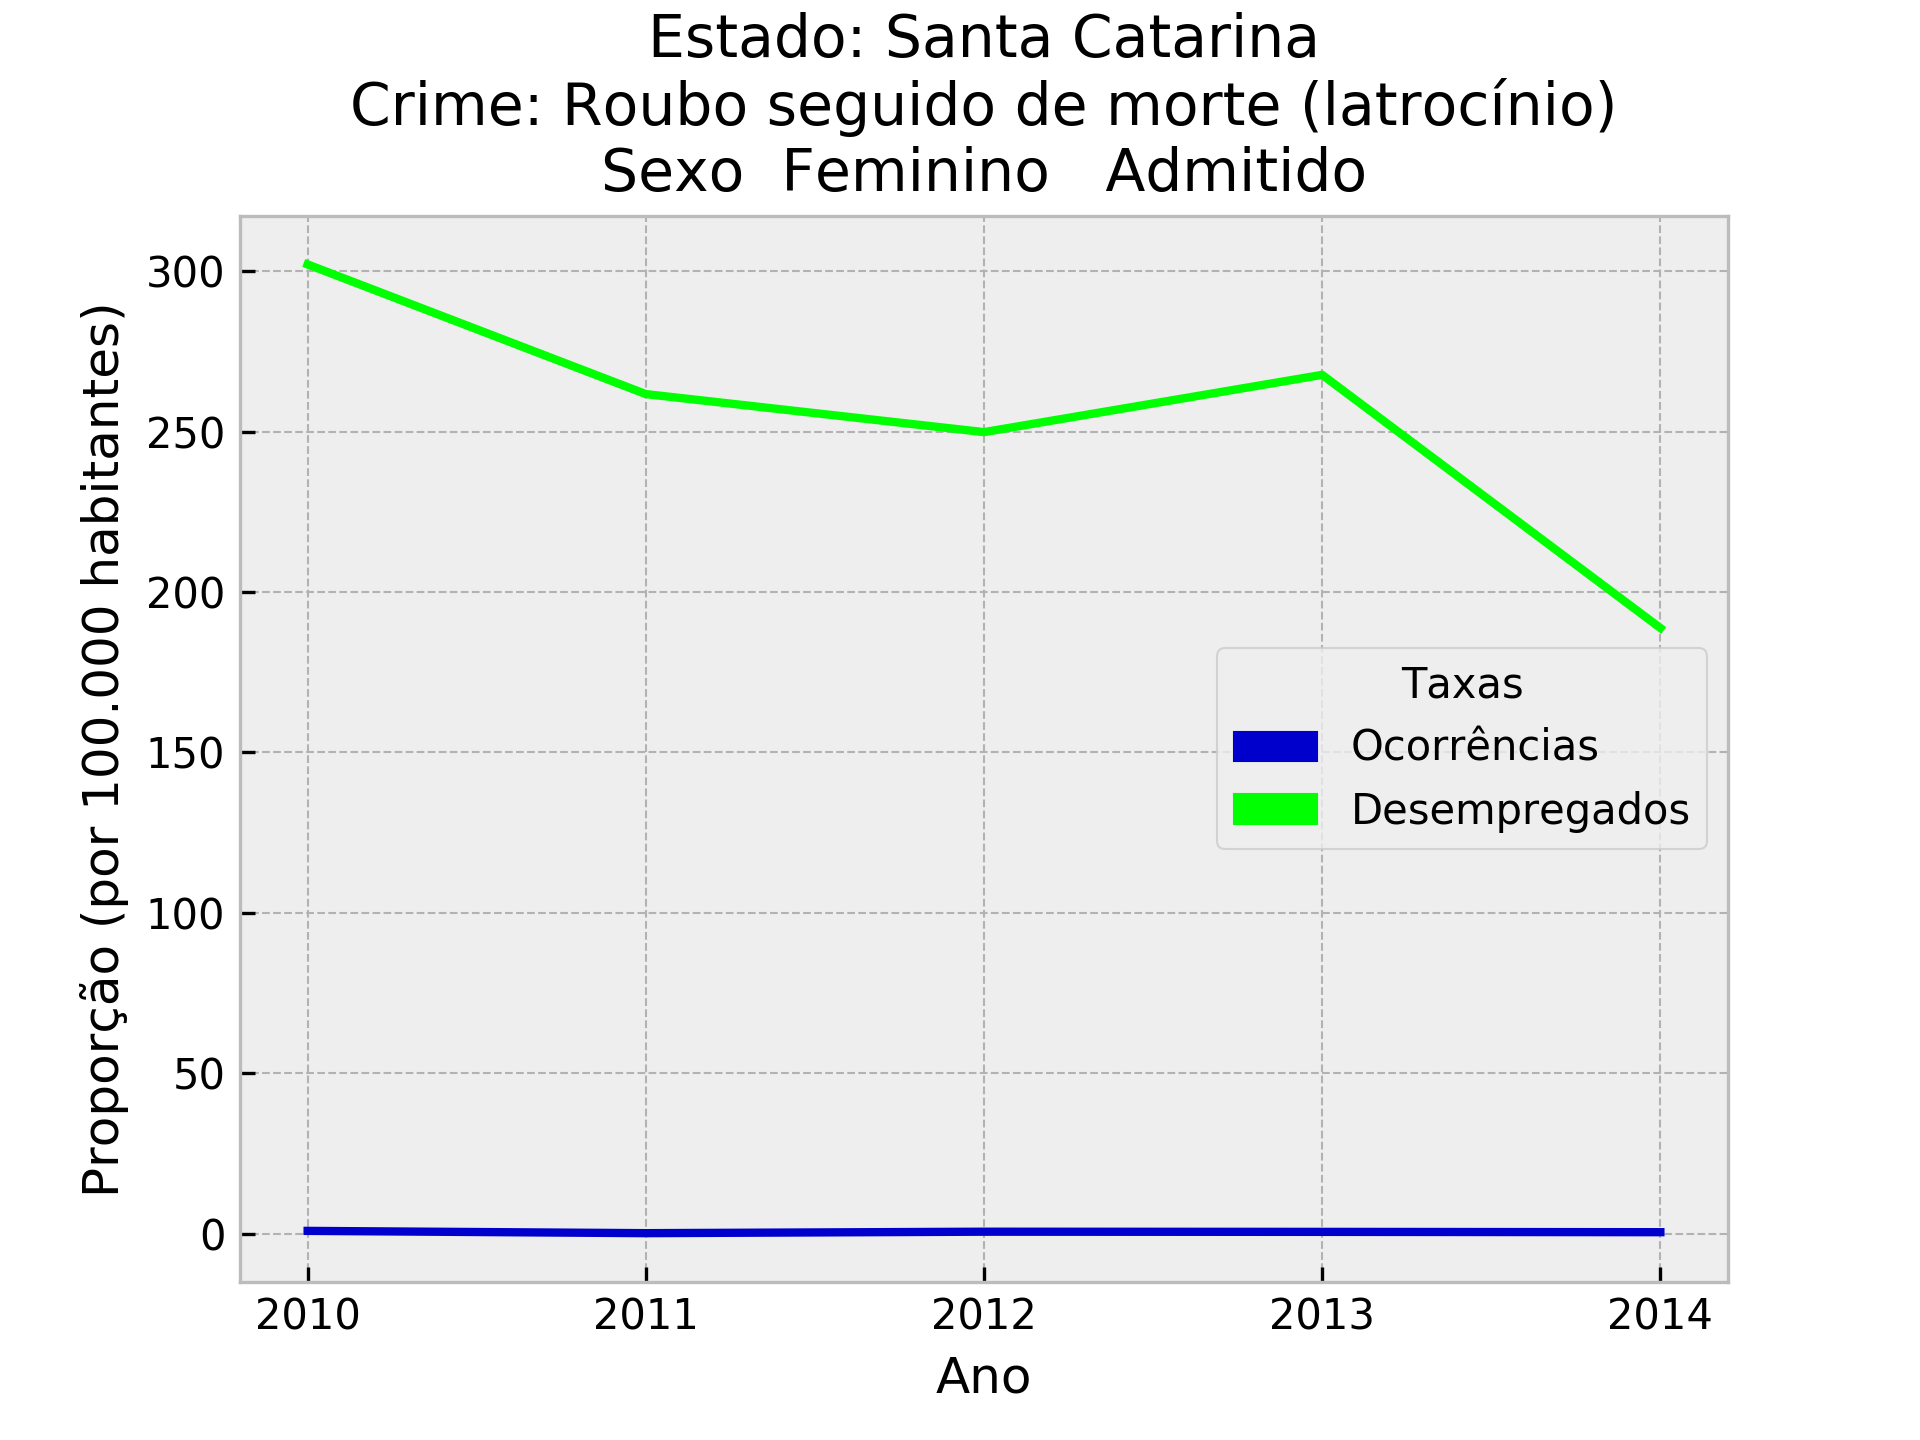 Estado: Santa Catarina
Crime: Roubo seguido de morte (latrocínio)
Sexo  Feminino   Admitido
Proporção (por 100.000 habitantes)
300
250
200
150
100
50
0
Taxas
Ocorrências
Desempregados
2010 2011 2012 2013 2014
Ano